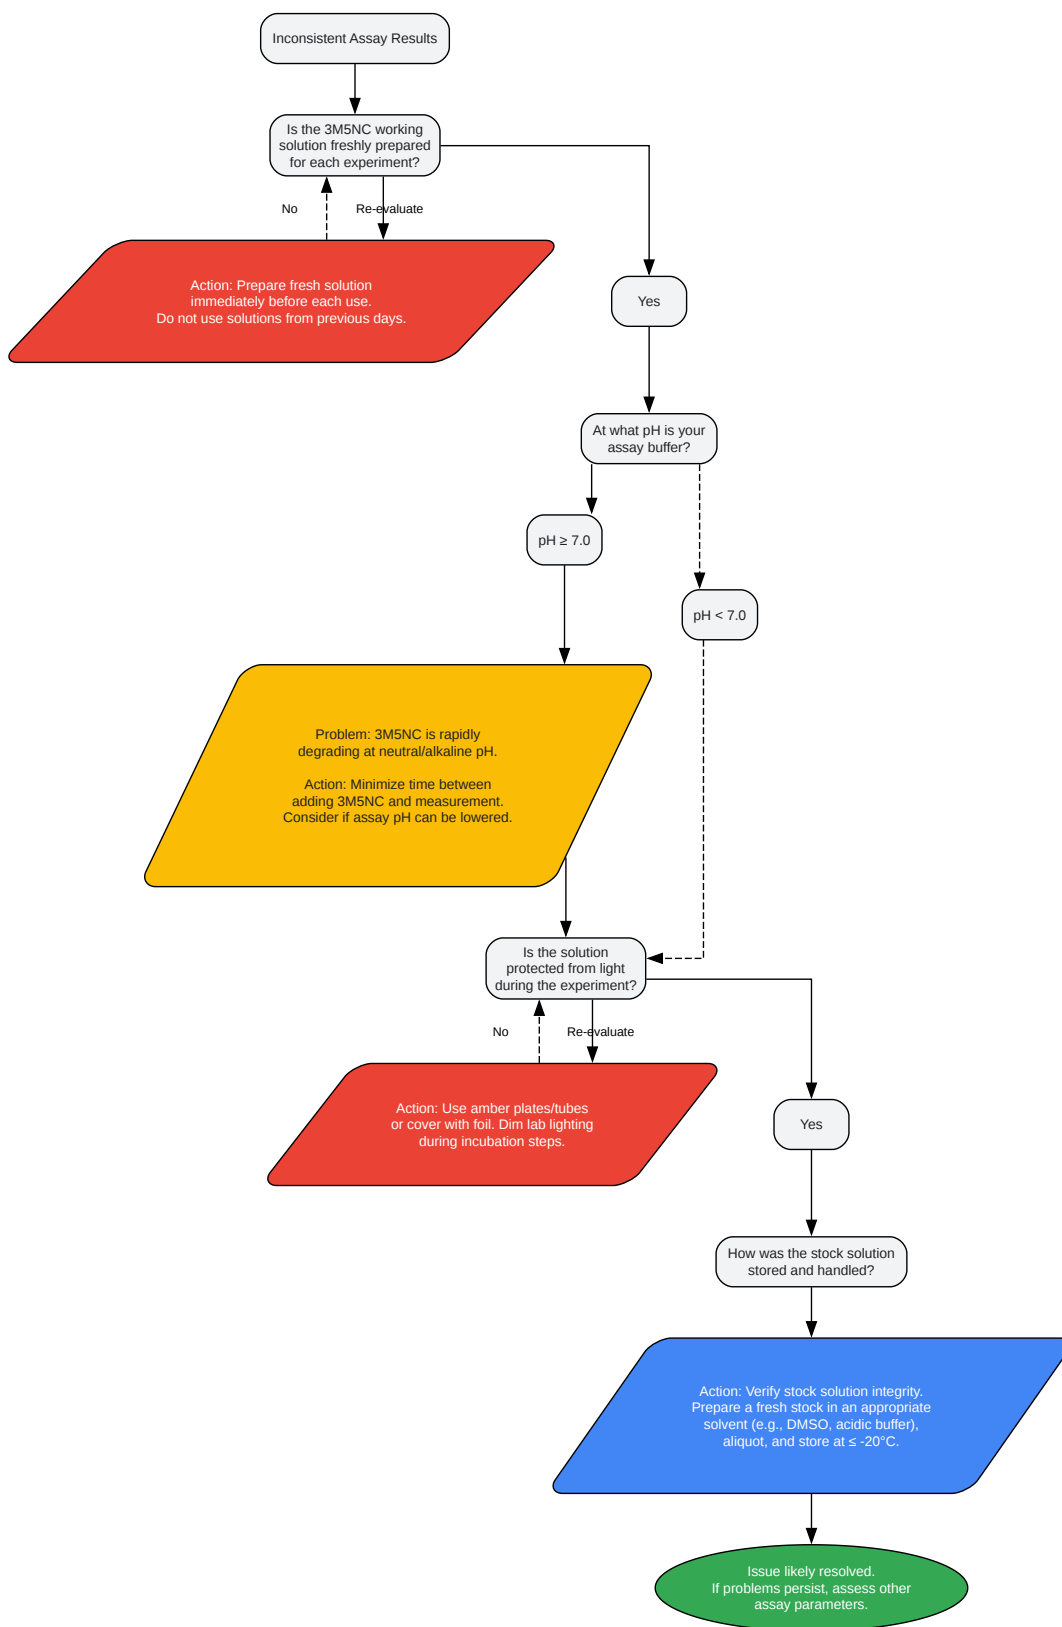 Inconsistent Assay Results
Is the 3M5NC working
solution freshly prepared
for each experiment?
No
Re-evaluate
Action: Prepare fresh solution
immediately before each use.
Do not use solutions from previous days.
Yes
At what pH is your
assay buffer?
pH ≥ 7.0
pH < 7.0
Problem: 3M5NC is rapidly
degrading at neutral/alkaline pH.
Action: Minimize time between
adding 3M5NC and measurement.
Consider if assay pH can be lowered.
Is the solution
protected from light
during the experiment?
No
Re-evaluate
Action: Use amber plates/tubes
or cover with foil. Dim lab lighting
during incubation steps.
Yes
How was the stock solution
stored and handled?
Action: Verify stock solution integrity.
Prepare a fresh stock in an appropriate
solvent (e.g., DMSO, acidic buffer),
aliquot, and store at ≤ -20°C.
Issue likely resolved.
If problems persist, assess other
assay parameters.